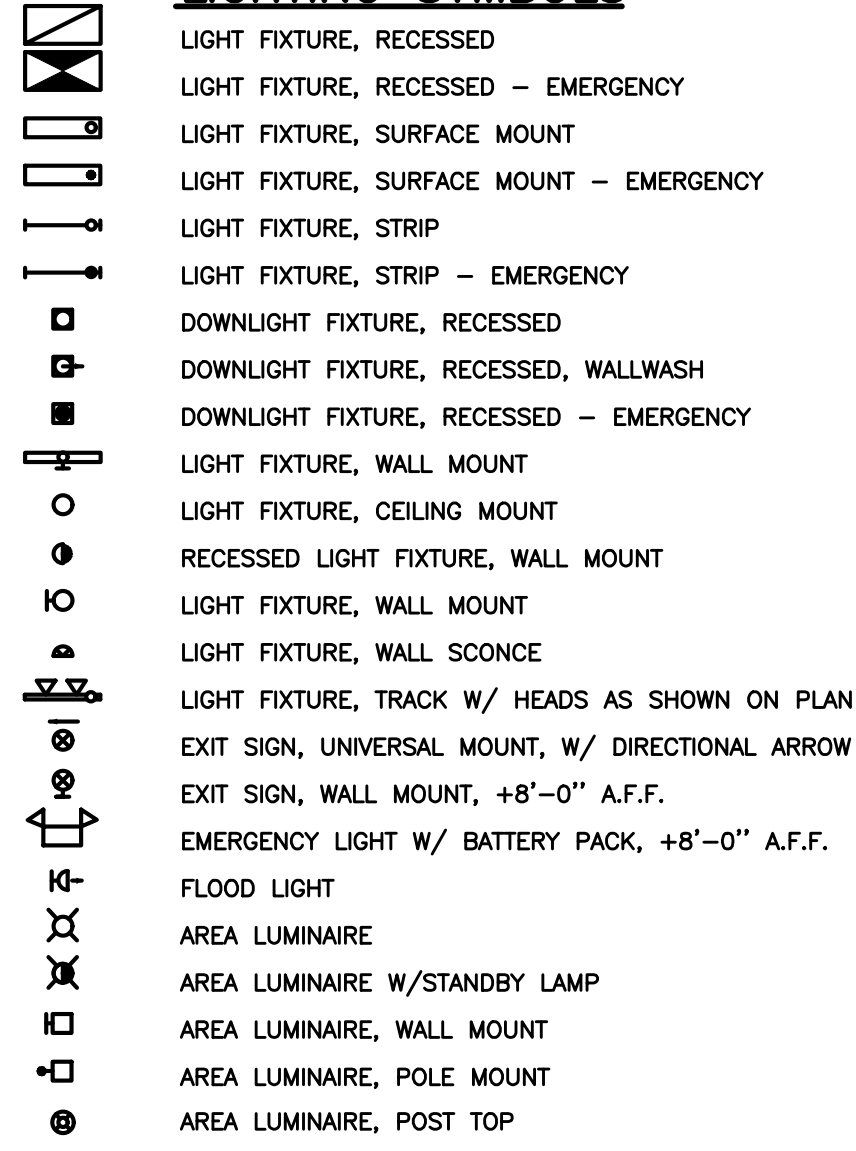 LIGHTING SYMBOLS
LIGHT FIXTURE, RECESSED
LIGHT FIXTURE, RECESSED – EMERGENCY
LIGHT FIXTURE, SURFACE MOUNT
LIGHT FIXTURE, SURFACE MOUNT – EMERGENCY
LIGHT FIXTURE, STRIP
LIGHT FIXTURE, STRIP – EMERGENCY
DOWNLIGHT FIXTURE, RECESSED
DOWNLIGHT FIXTURE, RECESSED, WALLWASH
DOWNLIGHT FIXTURE, RECESSED – EMERGENCY
LIGHT FIXTURE, WALL MOUNT
LIGHT FIXTURE, CEILING MOUNT
RECESSED LIGHT FIXTURE, WALL MOUNT
LIGHT FIXTURE, WALL MOUNT
LIGHT FIXTURE, WALL SCONCE
LIGHT FIXTURE, TRACK W/ HEADS AS SHOWN ON PLAN
EXIT SIGN, UNIVERSAL MOUNT, W/ DIRECTIONAL ARROW
EXIT SIGN, WALL MOUNT, +8'–0" A.F.F.
EMERGENCY LIGHT W/ BATTERY PACK, +8'–0" A.F.F.
FLOOD LIGHT
AREA LUMINAIRE
AREA LUMINAIRE W/STANDBY LAMP
AREA LUMINAIRE, WALL MOUNT
AREA LUMINAIRE, POLE MOUNT
AREA LUMINAIRE, POST TOP